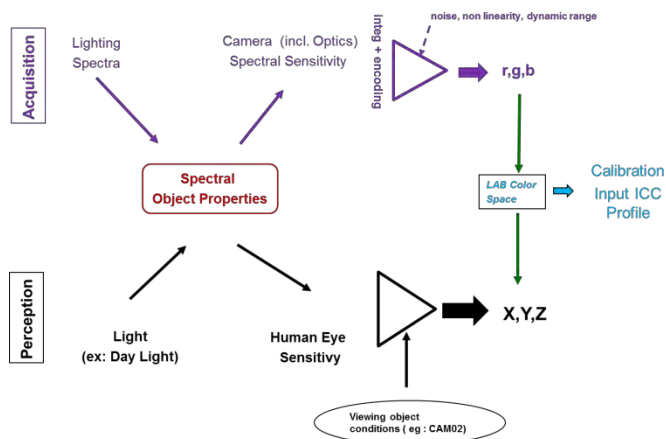 noise, non linearity, dynamic range
Acquisition
Lighting
Spectra
Camera (incl. Optics)
Spectral Sensitivity
Integ + encoding
r,g,b
Spectral
Object Properties
LAB Color
Space
Calibration
Input ICC
Profile
Perception
Light
(ex: Day Light)
Human Eye
Sensitivy
X,Y,Z
Viewing object
conditions ( eg : CAM02)